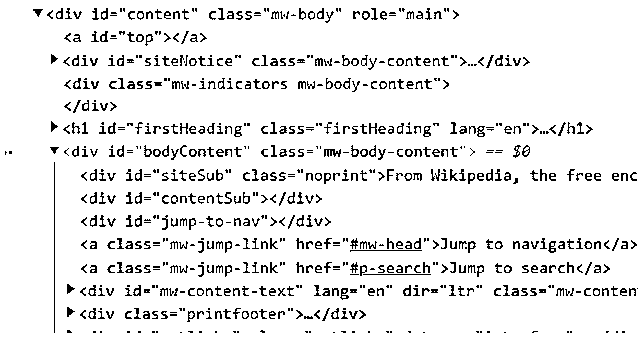 ▼<div id="content" class="mw-body" role="main">
<a id="top"></a>
▶<div id="siteNotice" class="mw-body-content">…</div>
<div class="mw-indicators mw-body-content">
</div>
▶<h1 id="firstHeading" class="firstHeading" lang="en">…</h1>
▼<div id="bodyContent" class="mw-body-content"> == $0
<div id="siteSub" class="noprint">From Wikipedia, the free enc
<div id="contentSub"></div>
<div id="jump-to-nav"></div>
<a class="mw-jump-link" href="#mw-head">Jump to navigation</a>
<a class="mw-jump-link" href="#p-search">Jump to search</a>
▶<div id="mw-content-text" lang="en" dir="ltr" class="mw-conten
▶<div class="printfooter">…</div>